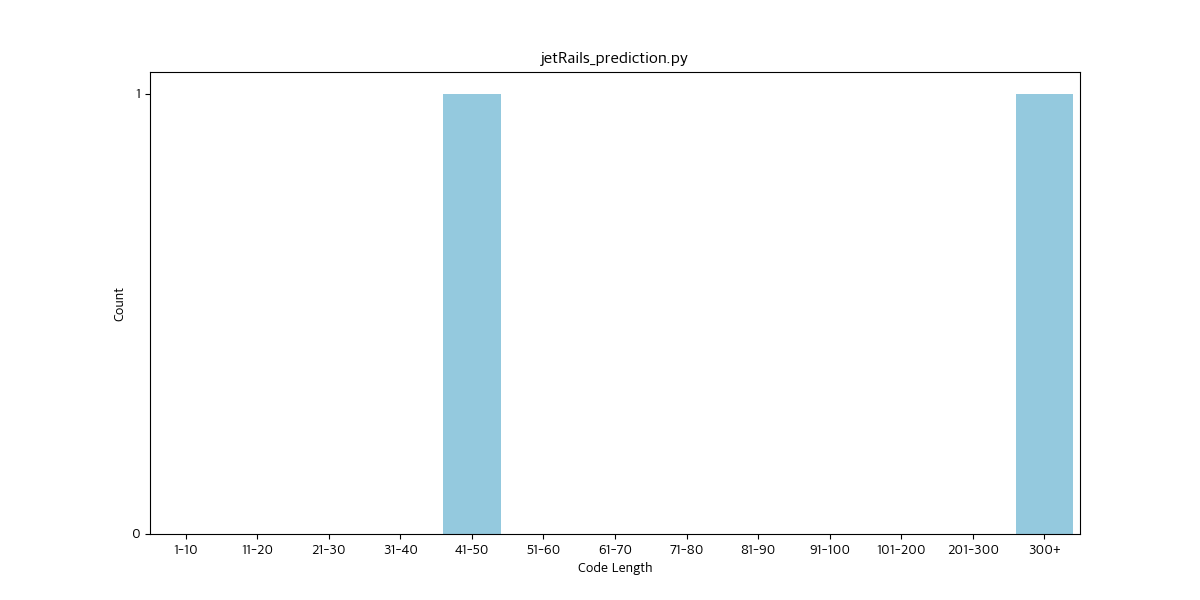 jetRails_prediction.py
Count
1
0
1-10 11-20 21-30 31-40 41-50 51-60 61-70 71-80 81-90 91-100 101-200 201-300 300+
Code Length